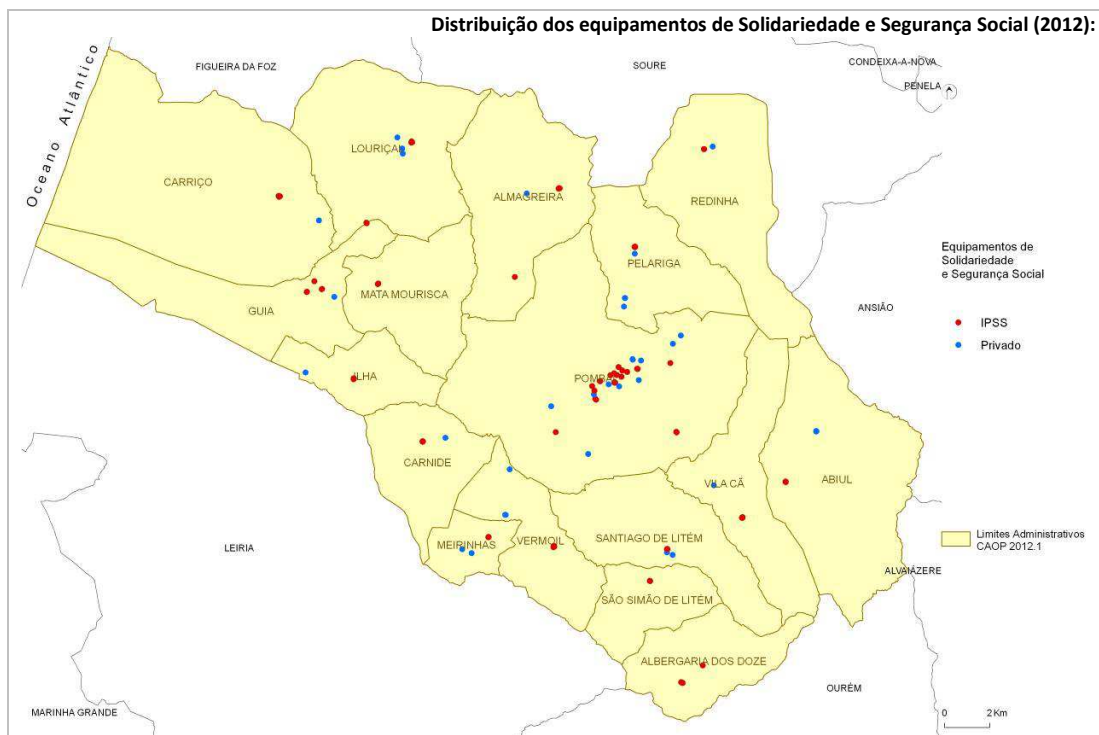 Distribuição dos equipamentos de Solidariedade e Segurança Social (2012):
CONDEIXA-A-NOVA
FIGUEIRA DA FOZ
SOURE
PENELA
Oceano Atlântico
LOURIÇAL
CARRIÇO
ALMAGREIRA
REDINHA
Equipamentos de
Solidariedade
e Segurança Social
PELARIGA
MATA MOURISCA
GUIA
ANSIÃO
IPSS
Privado
ILHA
POMBAL
CARNIDE
VILA CÃ
ABIUL
LEIRIA
MEIRINHAS
VERMOIL
SANTIAGO DE LITÉM
Limites Administrativos
CAOP 2012.1
ALVAIÁZERE
SÃO SIMÃO DE LITÉM
ALBERGARIA DOS DOZE
OURÉM
MARINHA GRANDE
0 2 Km